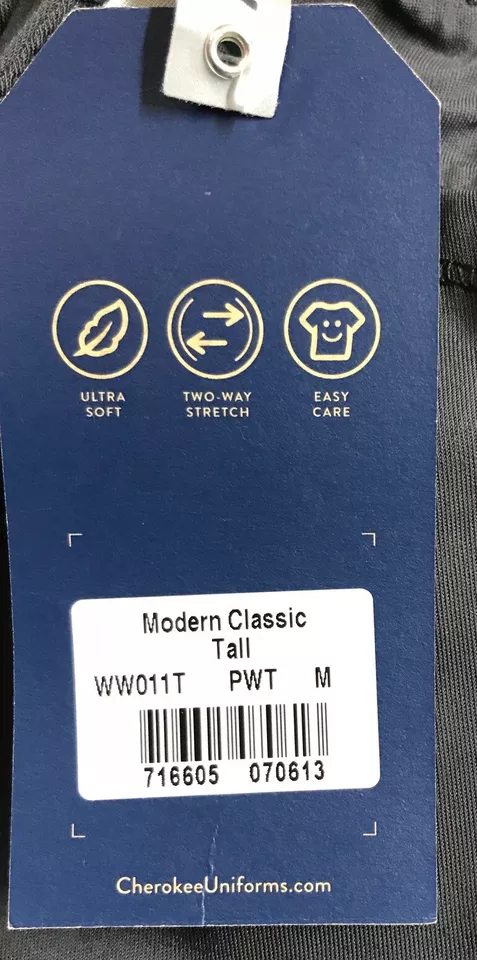 ULTRA SOFT
TWO-WAY STRETCH
EASY CARE
Modern Classic
Tall
WW011T PWT M
716605 070613
CherokeeUniforms.com